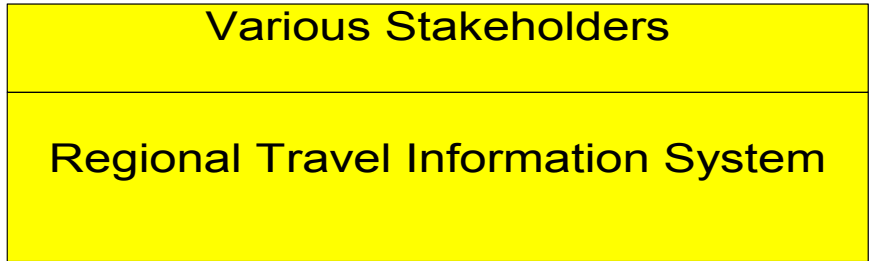 Various Stakeholders
Regional Travel Information System